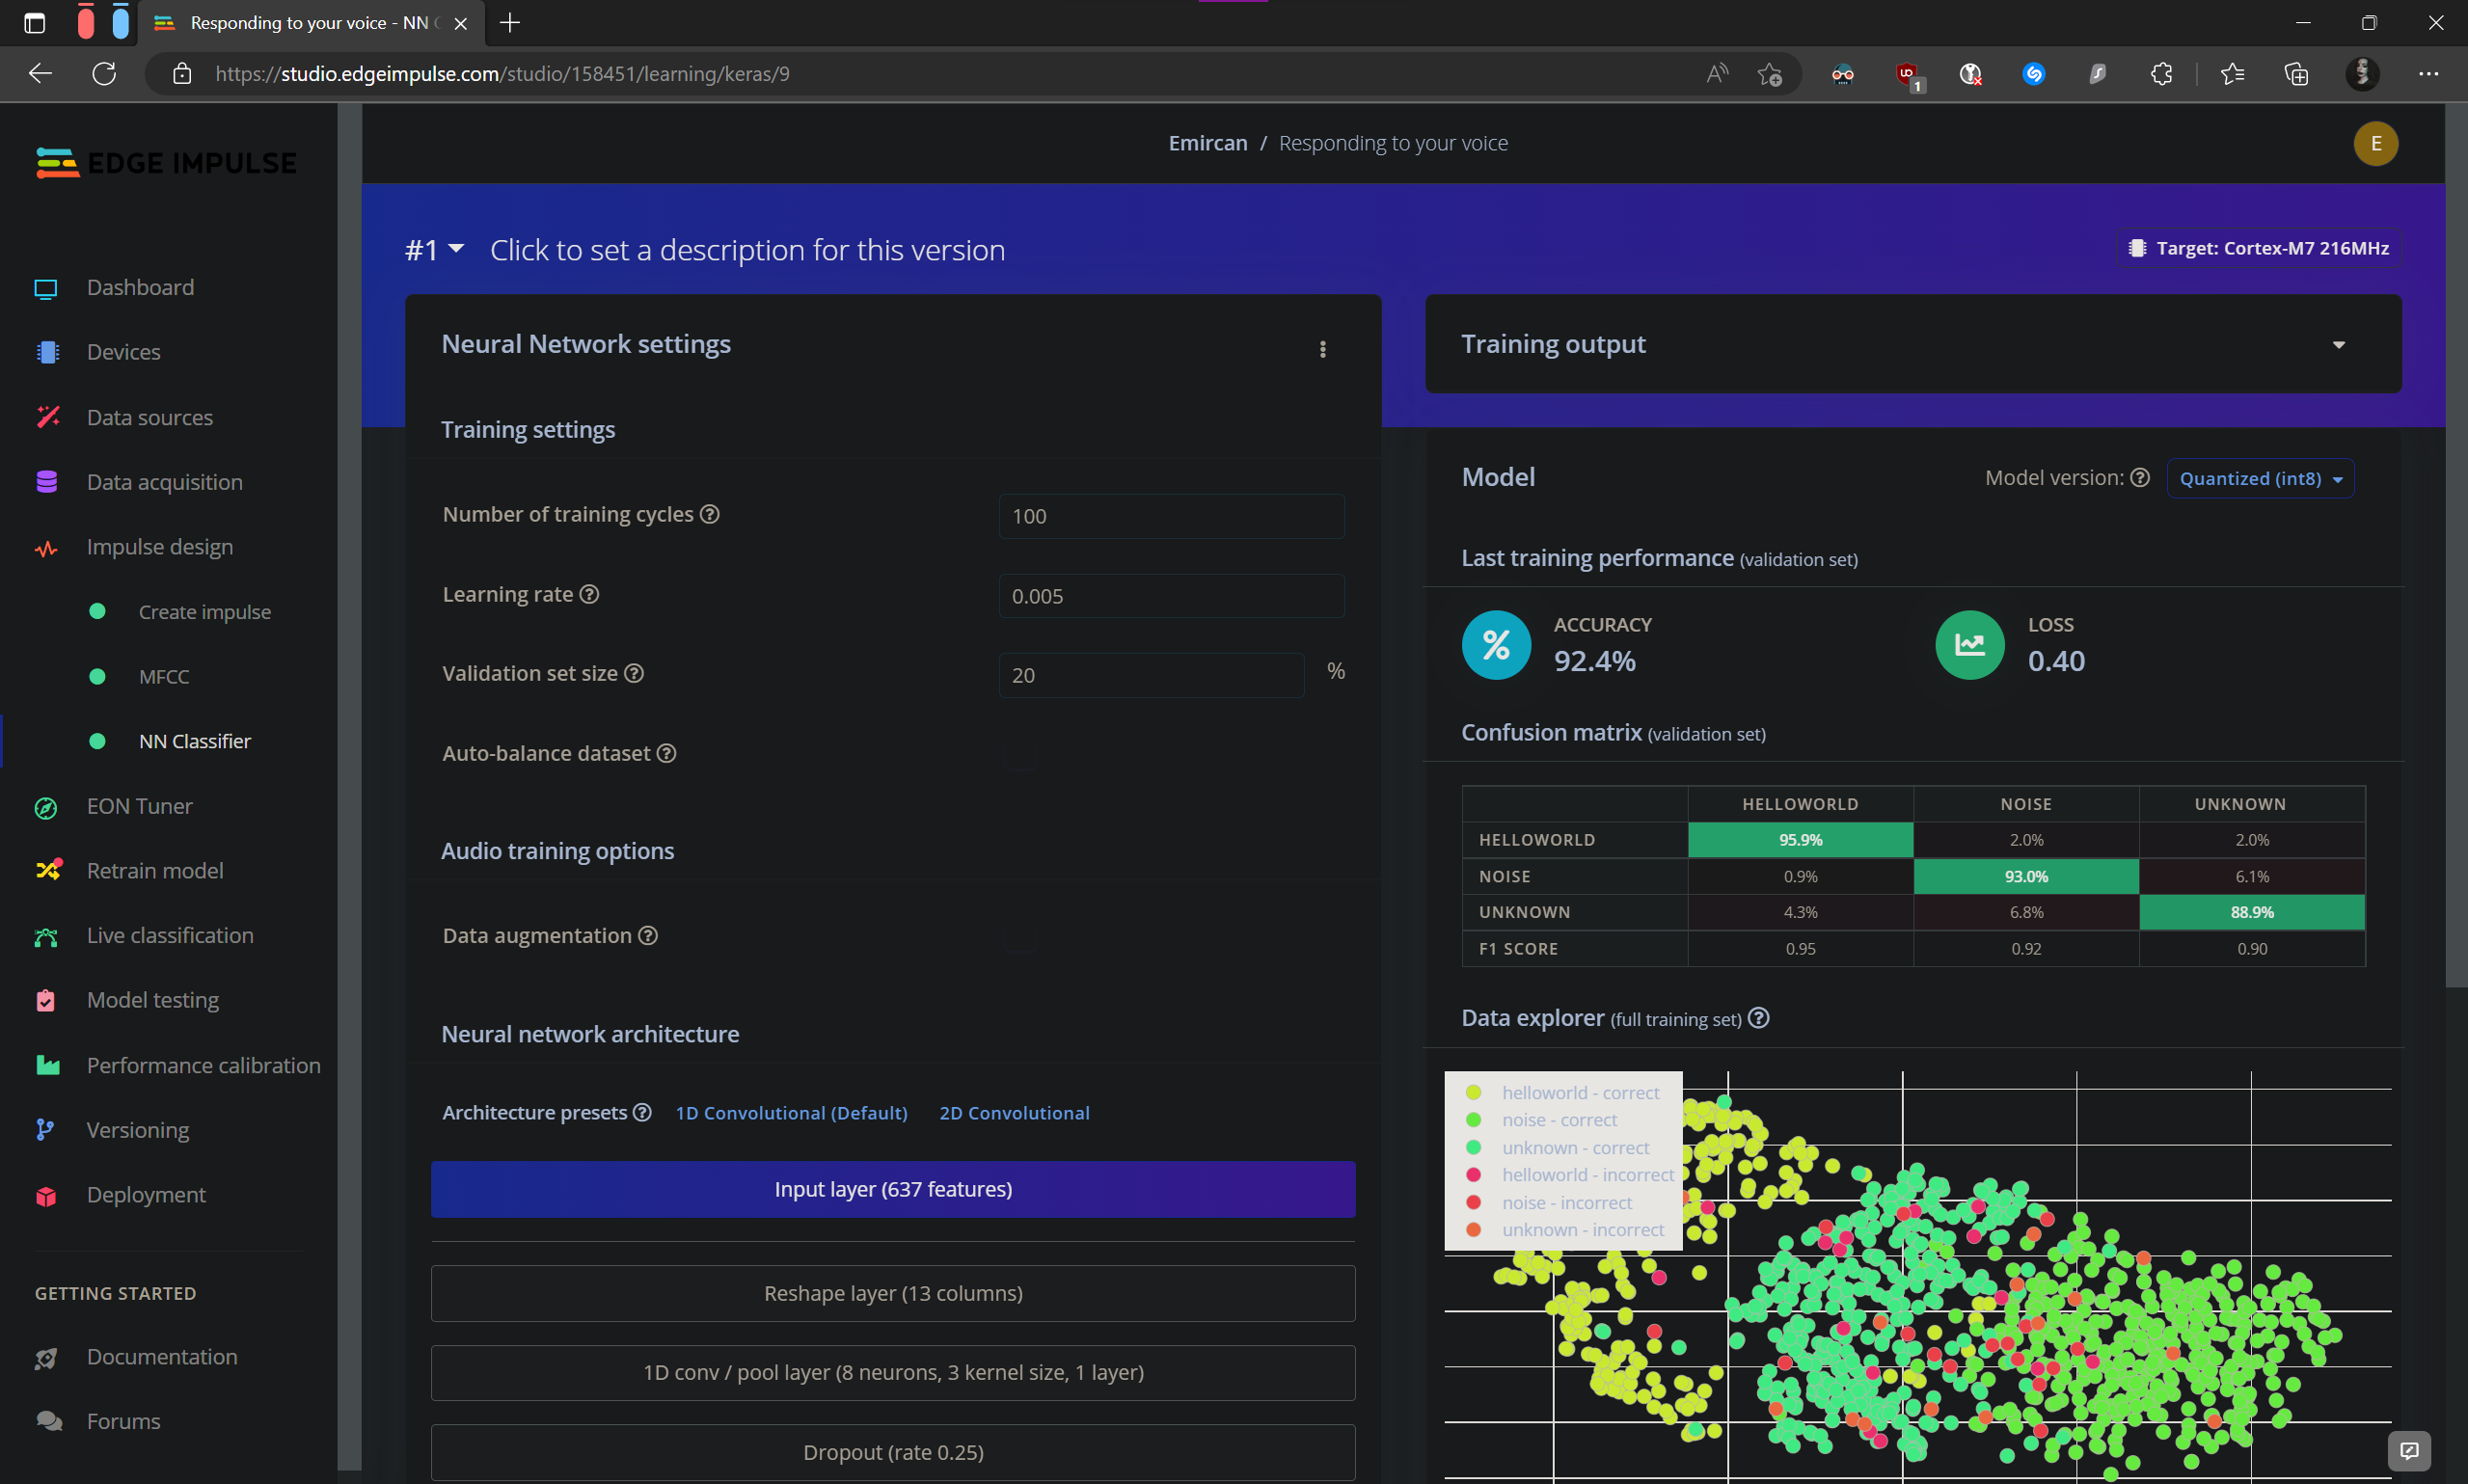 Responding to your voice - NN
https://studio.edgeimpulse.com/studio/158451/learning/keras/9
1
EDGE IMPULSE
Emircan / Responding to your voice
E
Dashboard
Devices
Data sources
Data acquisition
Impulse design
Create impulse
MFCC
NN Classifier
EON Tuner
Retrain model
Live classification
Model testing
Performance calibration
Versioning
Deployment
GETTING STARTED
Documentation
Forums
#1 Click to set a description for this version
Target: Cortex-M7 216MHz
Neural Network settings
Training settings
Number of training cycles ? 100
Learning rate ? 0.005
Validation set size ? 20 %
Auto-balance dataset ?
Audio training options
Data augmentation ?
Neural network architecture
Architecture presets ? 1D Convolutional (Default) 2D Convolutional
Input layer (637 features)
Reshape layer (13 columns)
1D conv / pool layer (8 neurons, 3 kernel size, 1 layer)
Dropout (rate 0.25)
Training output
Model
Model version: ? Quantized (int8)
Last training performance (validation set)
% ACCURACY
92.4%
LOSS
0.40
Confusion matrix (validation set)
HELLOWORLD NOISE UNKNOWN
HELLOWORLD 95.9% 2.0% 2.0%
NOISE 0.9% 93.0% 6.1%
UNKNOWN 4.3% 6.8% 88.9%
F1 SCORE 0.95 0.92 0.90
Data explorer (full training set) ?
helloworld - correct
noise - correct
unknown - correct
helloworld - incorrect
noise - incorrect
unknown - incorrect